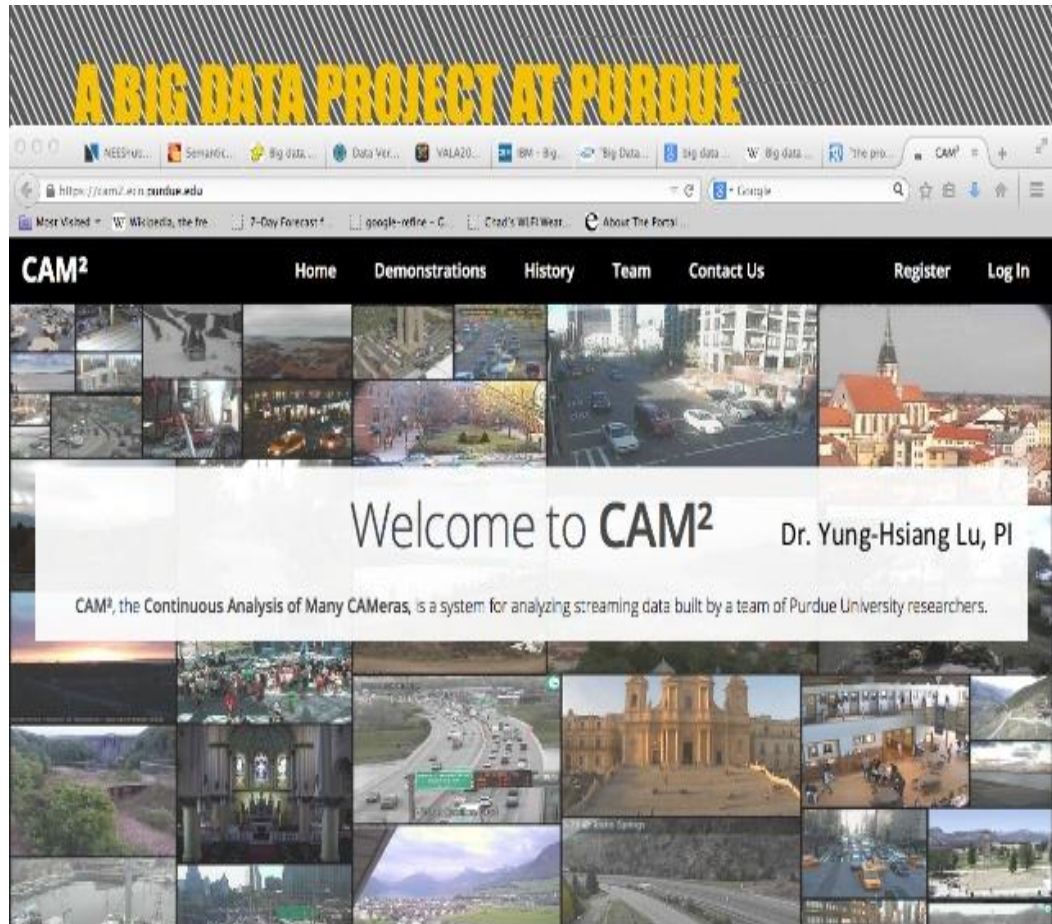 A BIG DATA PROJECT AT PURDUE
NEEShub... Semantic... Big data ... Data Ver... VALA20... IBM - Big... "Big Data... big data ... W Big data ... "the pro... CAM²
https://cam2.ecn.purdue.edu Google
Most Visited W Wikipedia, the fre... 7-Day Forecast f... google-refine - G... Chad's WLFI Wear... About The Portal ...
CAM² Home Demonstrations History Team Contact Us Register Log In
Welcome to CAM² Dr. Yung-Hsiang Lu, PI
CAM², the Continuous Analysis of Many CAMeras, is a system for analyzing streaming data built by a team of Purdue University researchers.